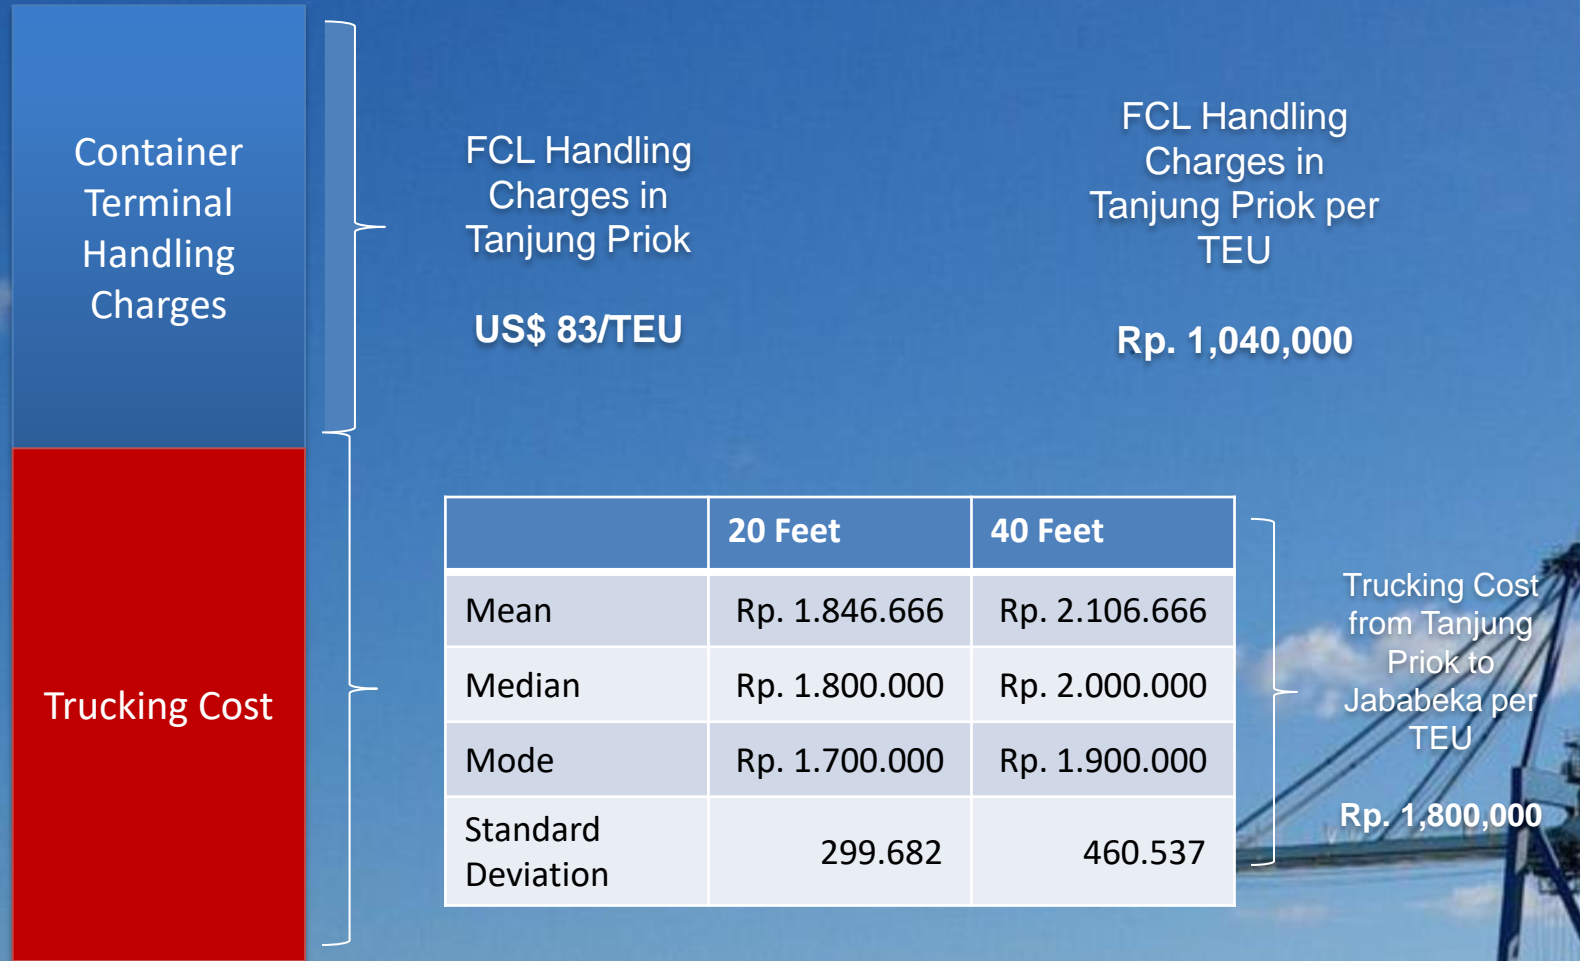 Container
Terminal
Handling
Charges
FCL Handling
Charges in
Tanjung Priok
US$ 83/TEU
FCL Handling
Charges in
Tanjung Priok per
TEU
Rp. 1,040,000
Trucking Cost
20 Feet 40 Feet
Mean Rp. 1.846.666 Rp. 2.106.666
Median Rp. 1.800.000 Rp. 2.000.000
Mode Rp. 1.700.000 Rp. 1.900.000
Standard
Deviation 299.682 460.537
Trucking Cost
from Tanjung
Priok to
Jababeka per
TEU
Rp. 1,800,000